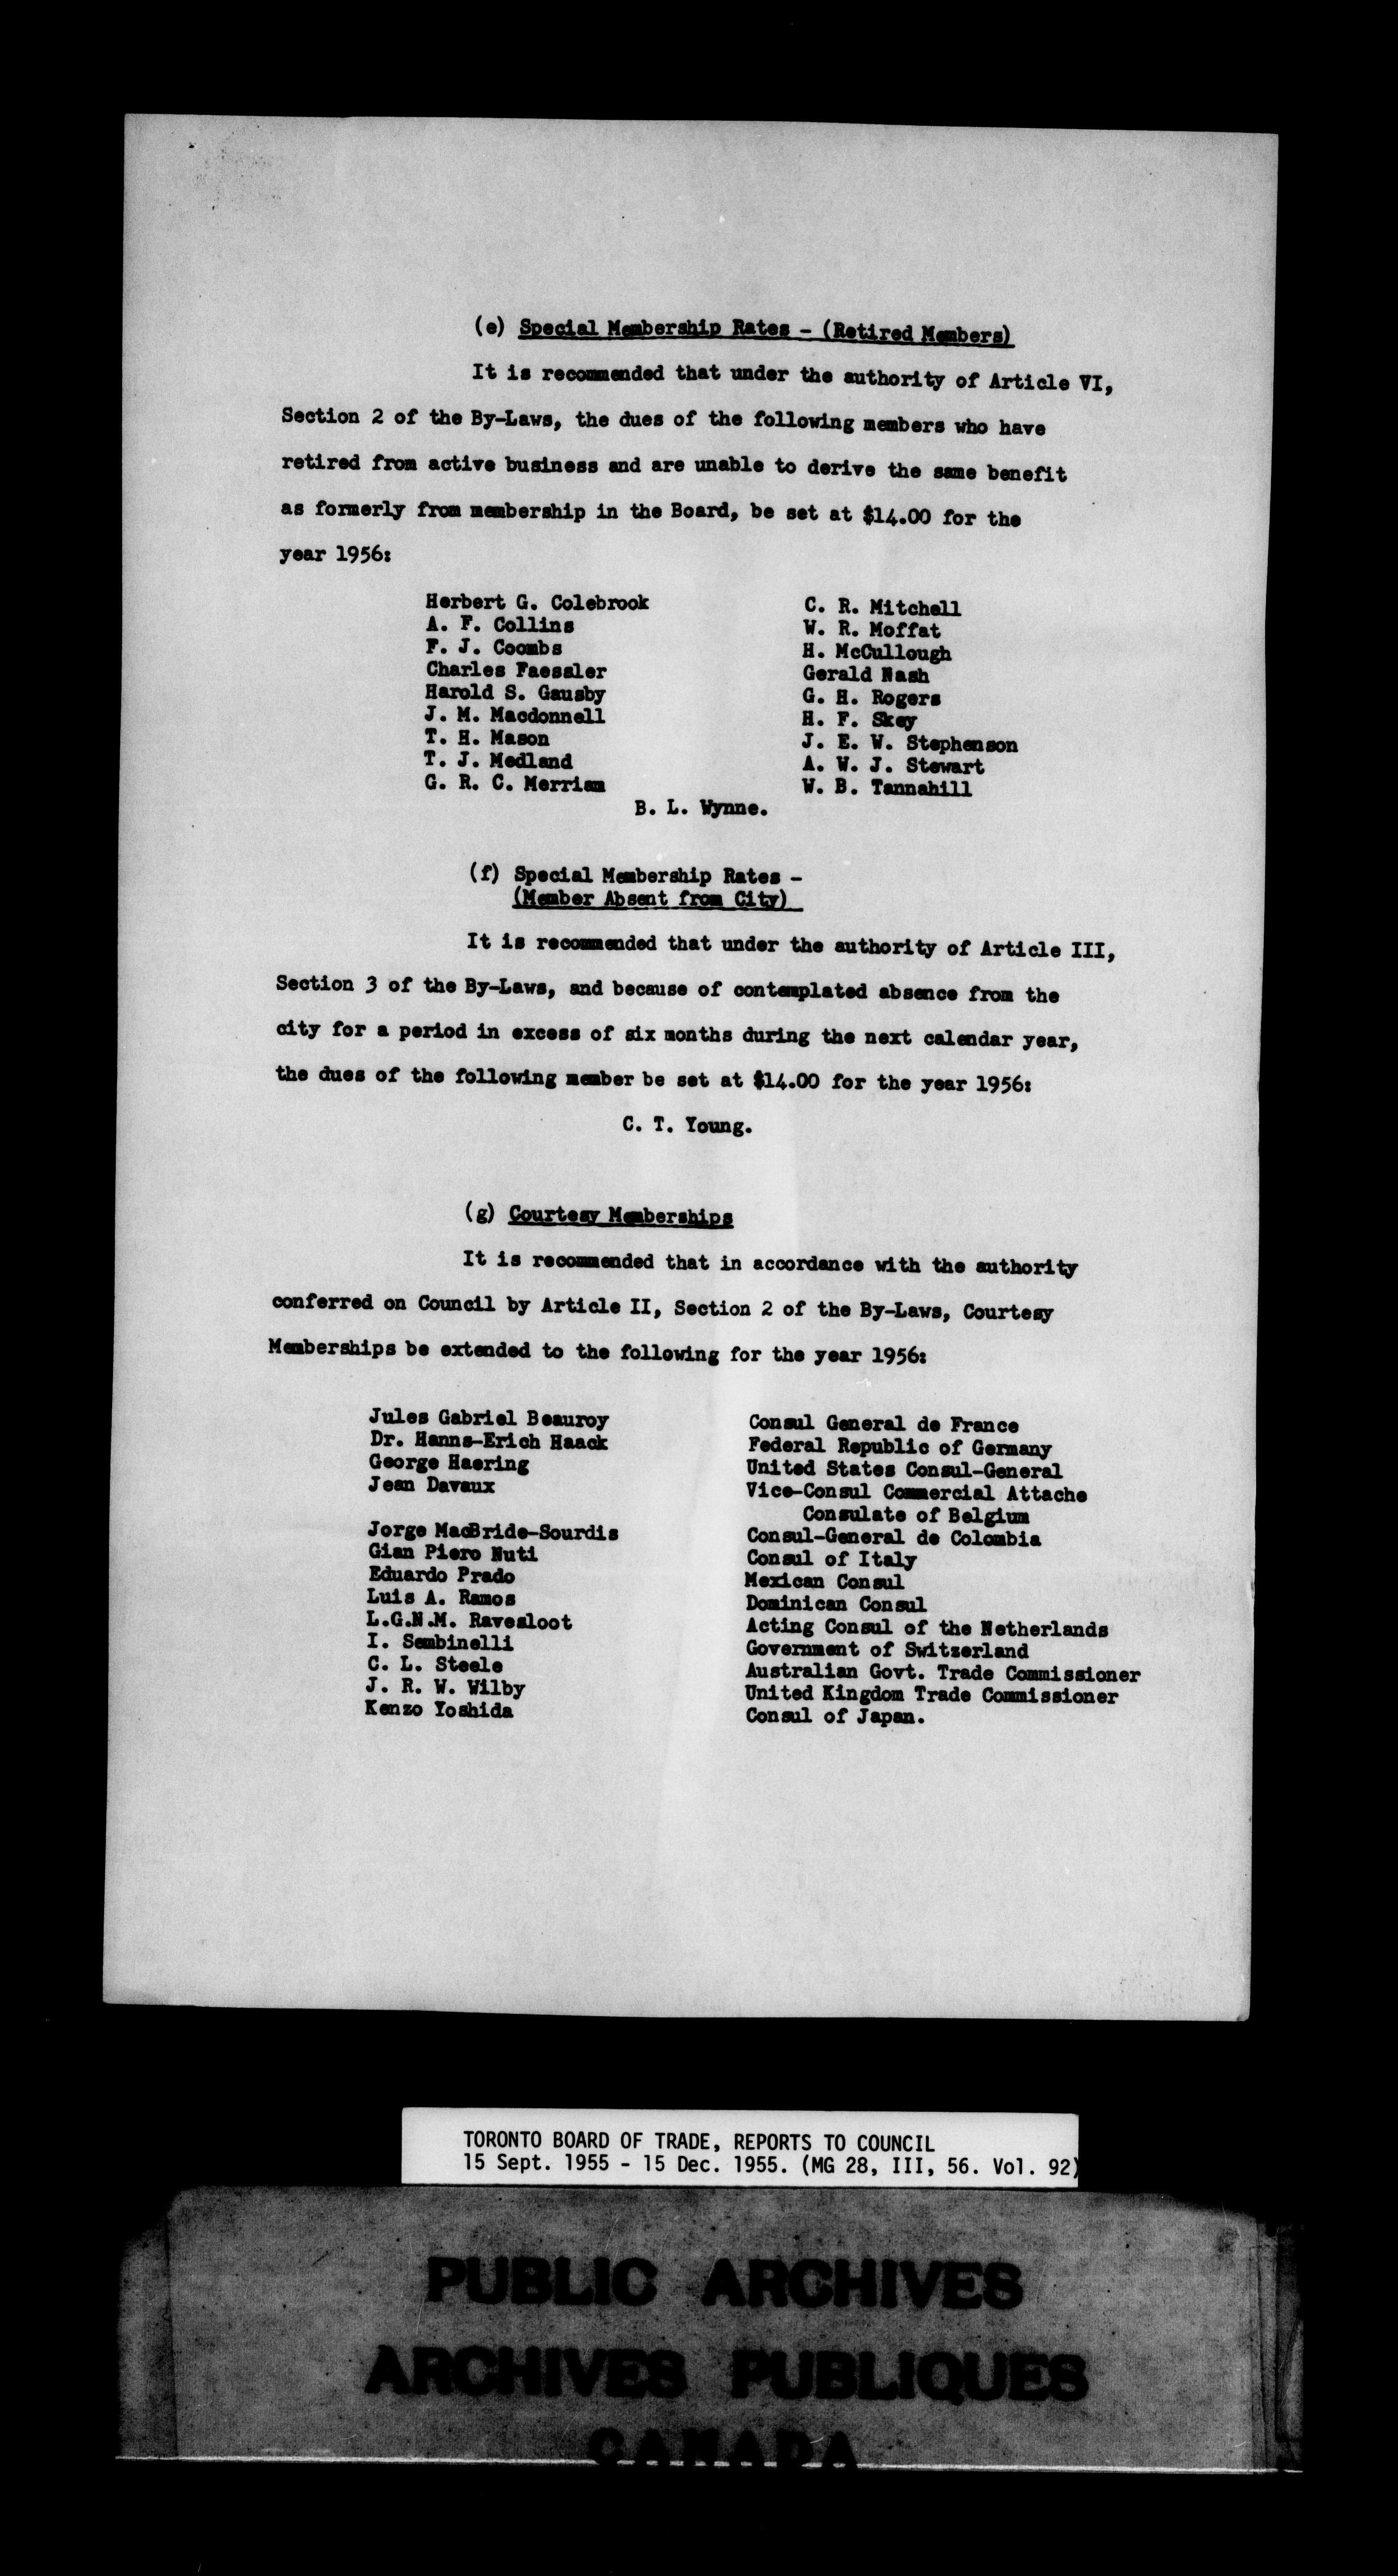 (e) Special Membership Rates - (Retired Members)
It is recommended that under the authority of Article VI,
Section 2 of the By-Laws, the dues of the following members who have
retired from active business and are unable to derive the same benefit
as formerly from membership in the Board, be set at $14.00 for the
year 1956:
Herbert G. Colebrook C. R. Mitchell
A. F. Collins W. R. Moffat
F. J. Coombs H. McCullough
Charles Faessler Gerald Nash
Harold S. Gausby G. H. Rogers
J. M. Macdonnell H. F. Skey
T. H. Mason J. E. W. Stephenson
T. J. Medland A. W. J. Stewart
G. R. C. Merriam W. B. Tannahill
B. L. Wynne.
(f) Special Membership Rates -
(Member Absent from City)
It is recommended that under the authority of Article III,
Section 3 of the By-Laws, and because of contemplated absence from the
city for a period in excess of six months during the next calendar year,
the dues of the following member be set at $14.00 for the year 1956:
C. T. Young.
(g) Courtesy Memberships
It is recommended that in accordance with the authority
conferred on Council by Article II, Section 2 of the By-Laws, Courtesy
Memberships be extended to the following for the year 1956:
Jules Gabriel Beauroy Consul General de France
Dr. Hanns-Erich Haack Federal Republic of Germany
George Haering United States Consul-General
Jean Davaux Vice-Consul Commercial Attache
Consulate of Belgium
Jorge MacBride-Sourdis Consul-General de Colombia
Gian Piero Nuti Consul of Italy
Eduardo Prado Mexican Consul
Luis A. Ramos Dominican Consul
L.G.N.M. Ravesloot Acting Consul of the Netherlands
I. Sembinelli Government of Switzerland
C. L. Steele Australian Govt. Trade Commissioner
J. R. W. Wilby United Kingdom Trade Commissioner
Kenzo Yoshida Consul of Japan.
TORONTO BOARD OF TRADE, REPORTS TO COUNCIL
15 Sept. 1955 - 15 Dec. 1955. (MG 28, III, 56. Vol. 92)
PUBLIC ARCHIVES
ARCHIVES PUBLIQUES
CANADA